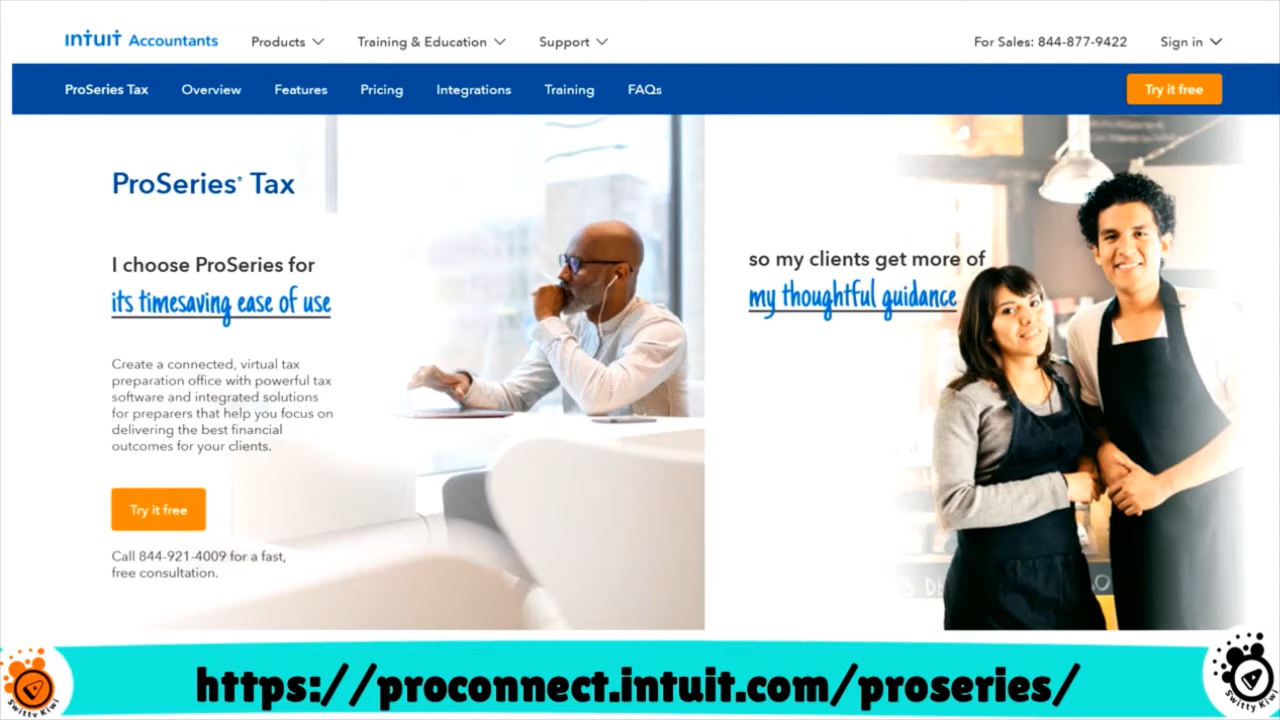 INTUIT Accountants
Products
Training & Education
Support
For Sales: 844-877-9422
Sign in
ProSeries Tax
Overview
Features
Pricing
Integrations
Training
FAQs
Try it free
ProSeries® Tax
I choose ProSeries for
its timesaving ease of use
Create a connected, virtual tax
preparation office with powerful tax
software and integrated solutions
for preparers that help you focus on
delivering the best financial
outcomes for your clients.
Try it free
Call 844-921-4009 for a fast,
free consultation.
so my clients get more of
my thoughtful guidance
https://proconnect.intuit.com/proseries/
Switty Kiwi
Switty Kiwi